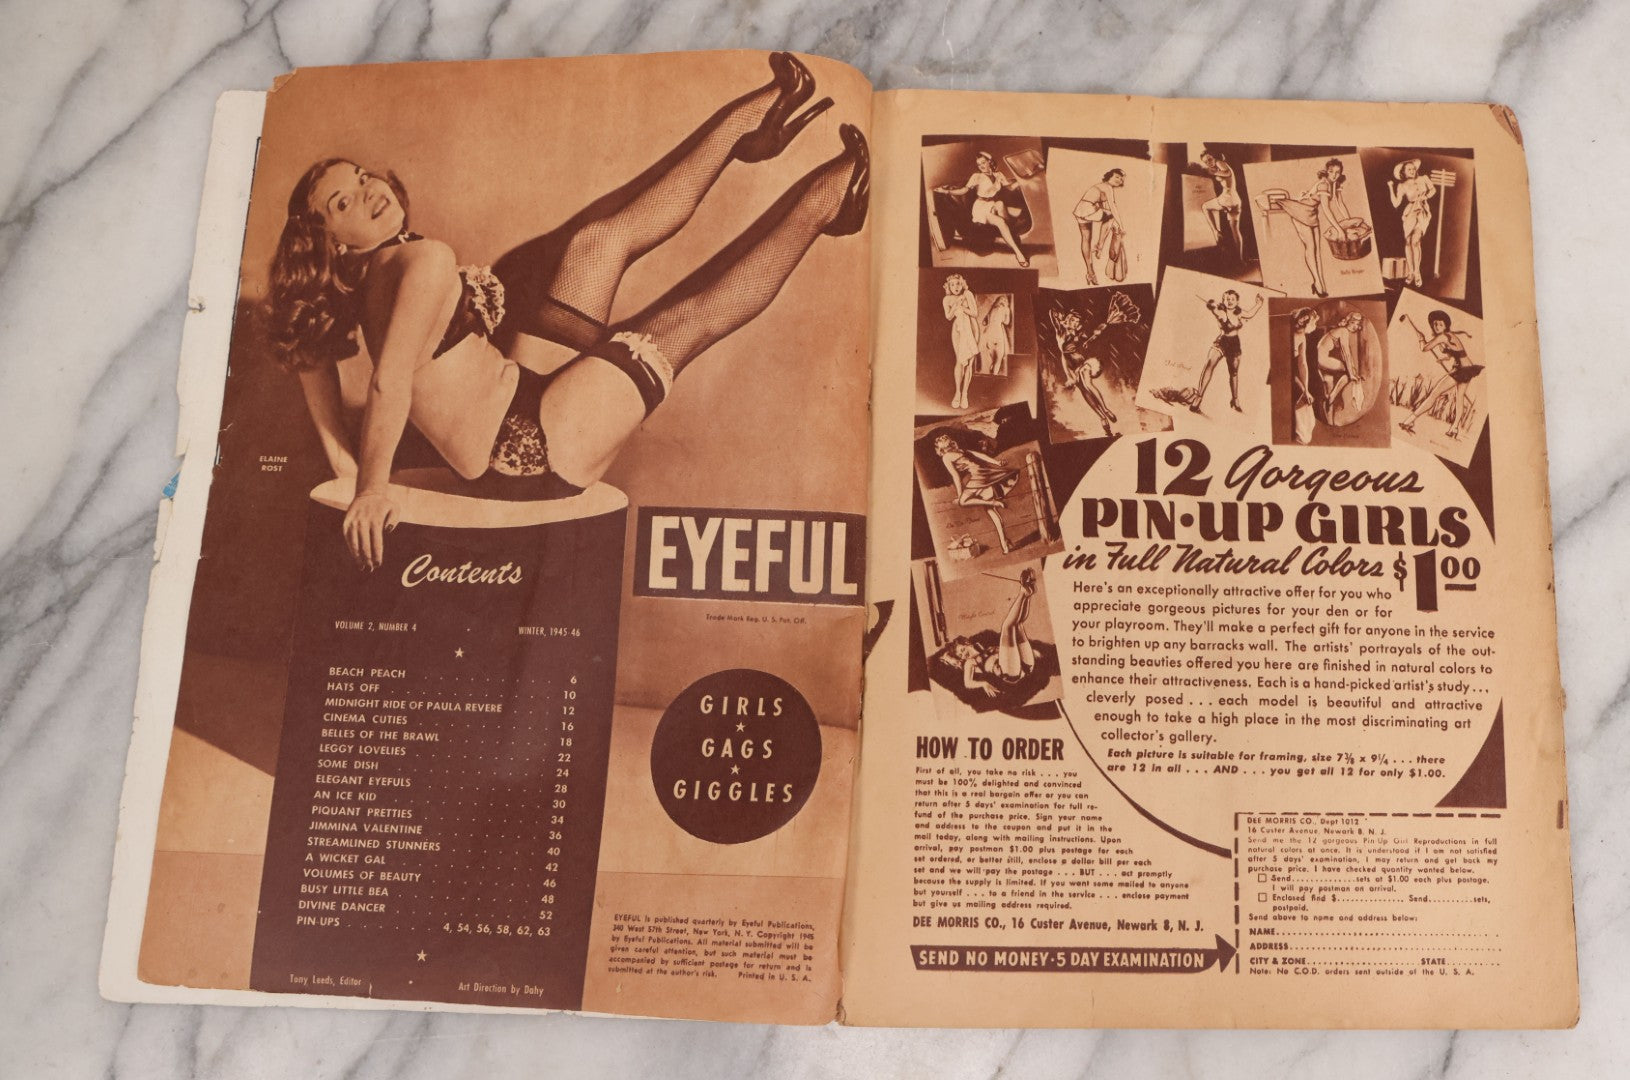 ELAINE
ROST
Contents
VOLUME 2, NUMBER 4 WINTER, 1945-46
BEACH PEACH 6
HATS OFF 10
MIDNIGHT RIDE OF PAULA REVERE 12
CINEMA CUTIES 16
BELLES OF THE BRAWL 18
LEGGY LOVELIES 22
SOME DISH 24
ELEGANT EYEFULS 28
AN ICE KID 30
PIQUANT PRETTIES 34
JIMMINA VALENTINE 36
STREAMLINED STUNNERS 40
A WICKET GAL 42
VOLUMES OF BEAUTY 46
BUSY LITTLE BEA 48
DIVINE DANCER 52
PIN-UPS 4, 54, 56, 58, 62, 63
Tony Leeds, Editor Art Direction by Dahy
EYEFUL
Trade Mark Reg. U. S. Pat. Off.
GIRLS
GAGS
GIGGLES
EYEFUL is published quarterly by Eyeful Publications,
340 West 57th Street, New York, N. Y. Copyright 1945
by Eyeful Publications. All material submitted will be
given careful attention, but such material must be
accompanied by sufficient postage for return and is
submitted at the author's risk. Printed in U. S. A.
12 Gorgeous
PIN-UP GIRLS
in Full Natural Colors $1.00
Here's an exceptionally attractive offer for you who
appreciate gorgeous pictures for your den or for
your playroom. They'll make a perfect gift for anyone in the service
to brighten up any barracks wall. The artists' portrayals of the out-
standing beauties offered you here are finished in natural colors to
enhance their attractiveness. Each is a hand-picked artist's study...
cleverly posed ... each model is beautiful and attractive
enough to take a high place in the most discriminating art
collector's gallery.
Each picture is suitable for framing, size 7⅜ x 9¼ ... there
are 12 in all ... AND ... you get all 12 for only $1.00.
HOW TO ORDER
First of all, you take no risk ... you
must be 100% delighted and convinced
that this is a real bargain offer or you can
return after 5 days' examination for full re-
fund of the purchase price. Sign your name
and address to the coupon and put it in the
mail today, along with mailing instructions. Upon
arrival, pay postman $1.00 plus postage for each
set ordered, or better still, enclose a dollar bill per each
set and we will pay the postage ... BUT ... act promptly
because the supply is limited. If you want some mailed to anyone
but yourself ... to a friend in the service ... enclose payment
but give us mailing address required.
DEE MORRIS CO., 16 Custer Avenue, Newark 8, N. J.
SEND NO MONEY-5 DAY EXAMINATION
DEE MORRIS CO., Dept 1012
16 Custer Avenue, Newark 8, N. J.
Send me the 12 gorgeous Pin-Up Girl Reproductions in full
natural colors at once. It is understood if I am not satisfied
after 5 days' examination, I may return and get back my
purchase price. I have checked quantity wanted below.
Send..............sets at $1.00 each plus postage.
I will pay postman on arrival.
Enclosed find $.............. Send..........sets,
postpaid.
Send above to name and address below:
NAME
ADDRESS
CITY & ZONE STATE
Note: No C.O.D. orders sent outside of the U. S. A.